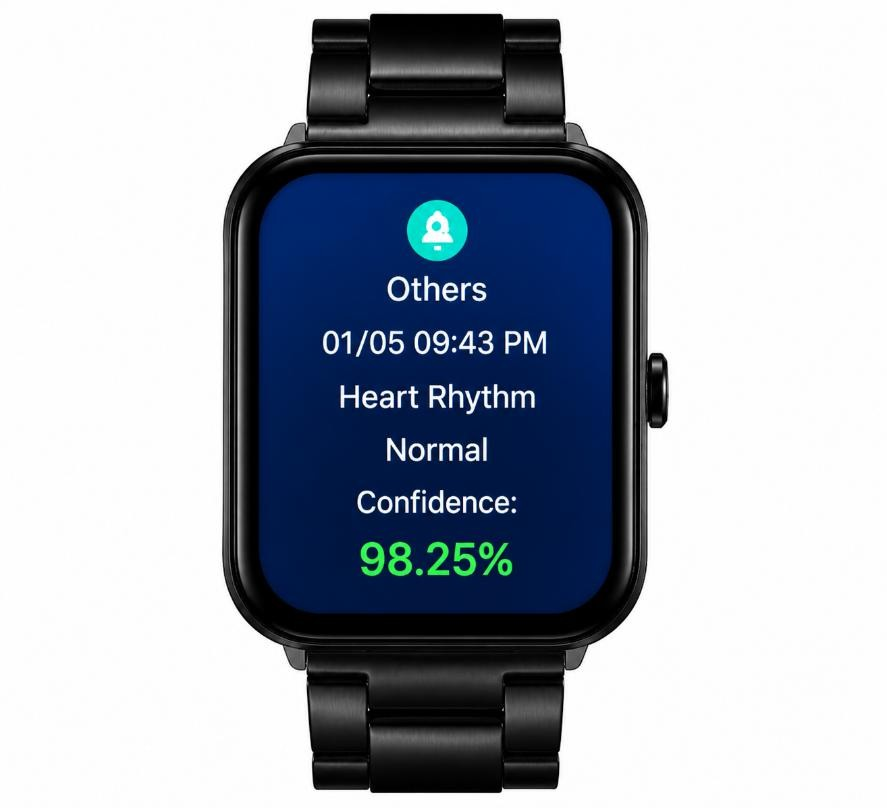 Others
01/05 09:43 PM
Heart Rhythm
Normal
Confidence:
98.25%